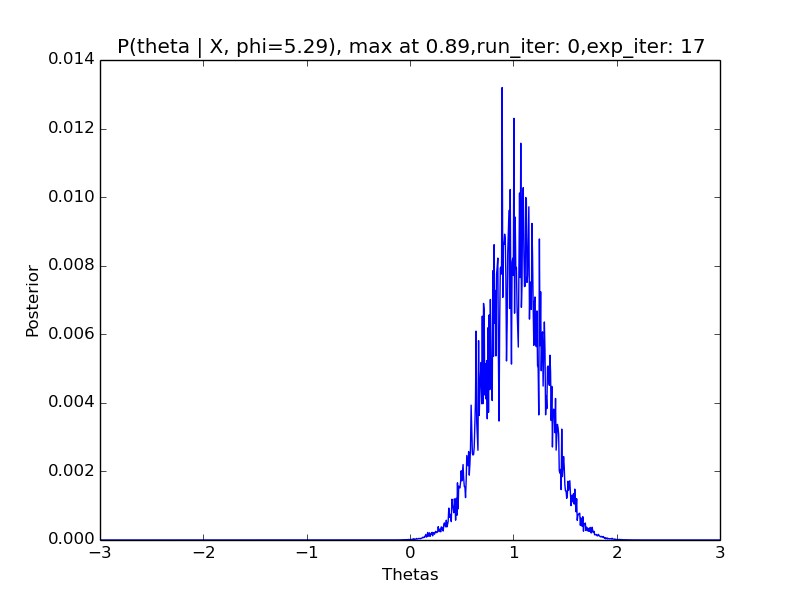 P(theta | X, phi=5.29), max at 0.89,run_iter: 0,exp_iter: 17
0.014
0.012
0.010
0.008
0.006
0.004
0.002
0.000
Posterior
−3 −2 −1 0 1 2 3
Thetas